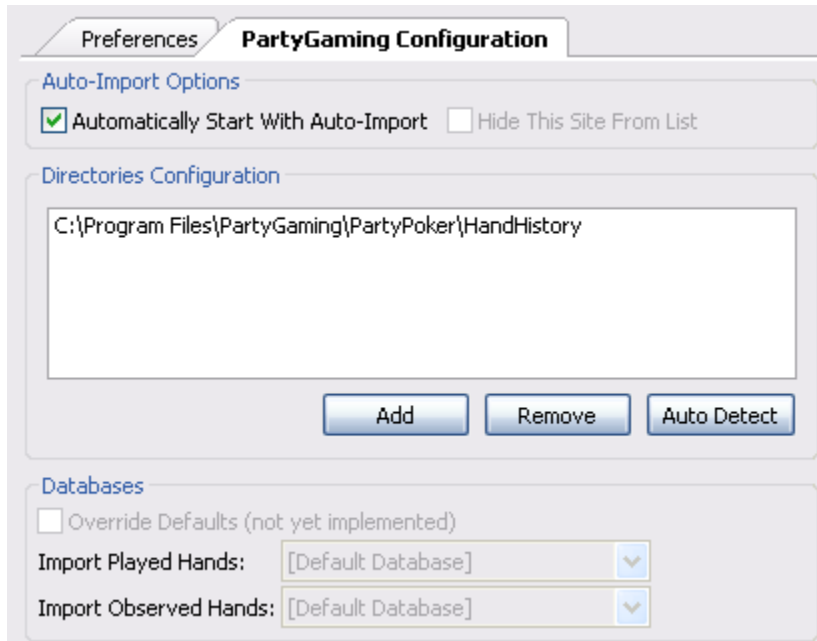 Preferences PartyGaming Configuration
Auto-Import Options
Automatically Start With Auto-Import Hide This Site From List
Directories Configuration
C:\Program Files\PartyGaming\PartyPoker\HandHistory
Add Remove Auto Detect
Databases
Override Defaults (not yet implemented)
Import Played Hands: [Default Database]
Import Observed Hands: [Default Database]